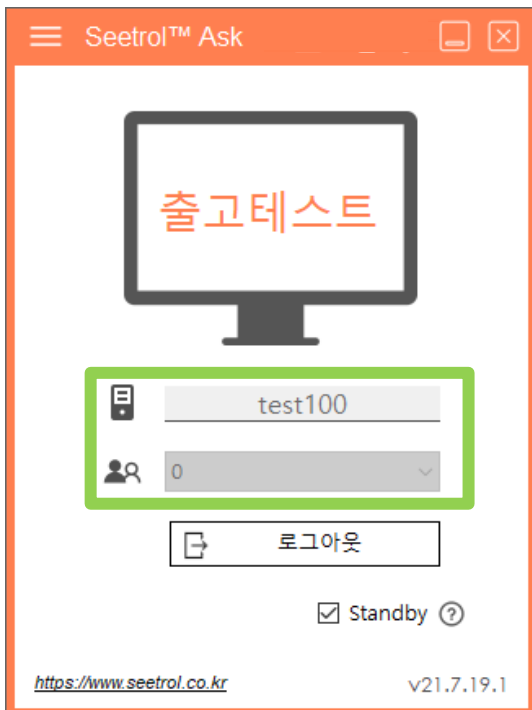 Seetrol™ Ask
출고테스트
test100
0
로그아웃
Standby ?
https://www.seetrol.co.kr
v21.7.19.1